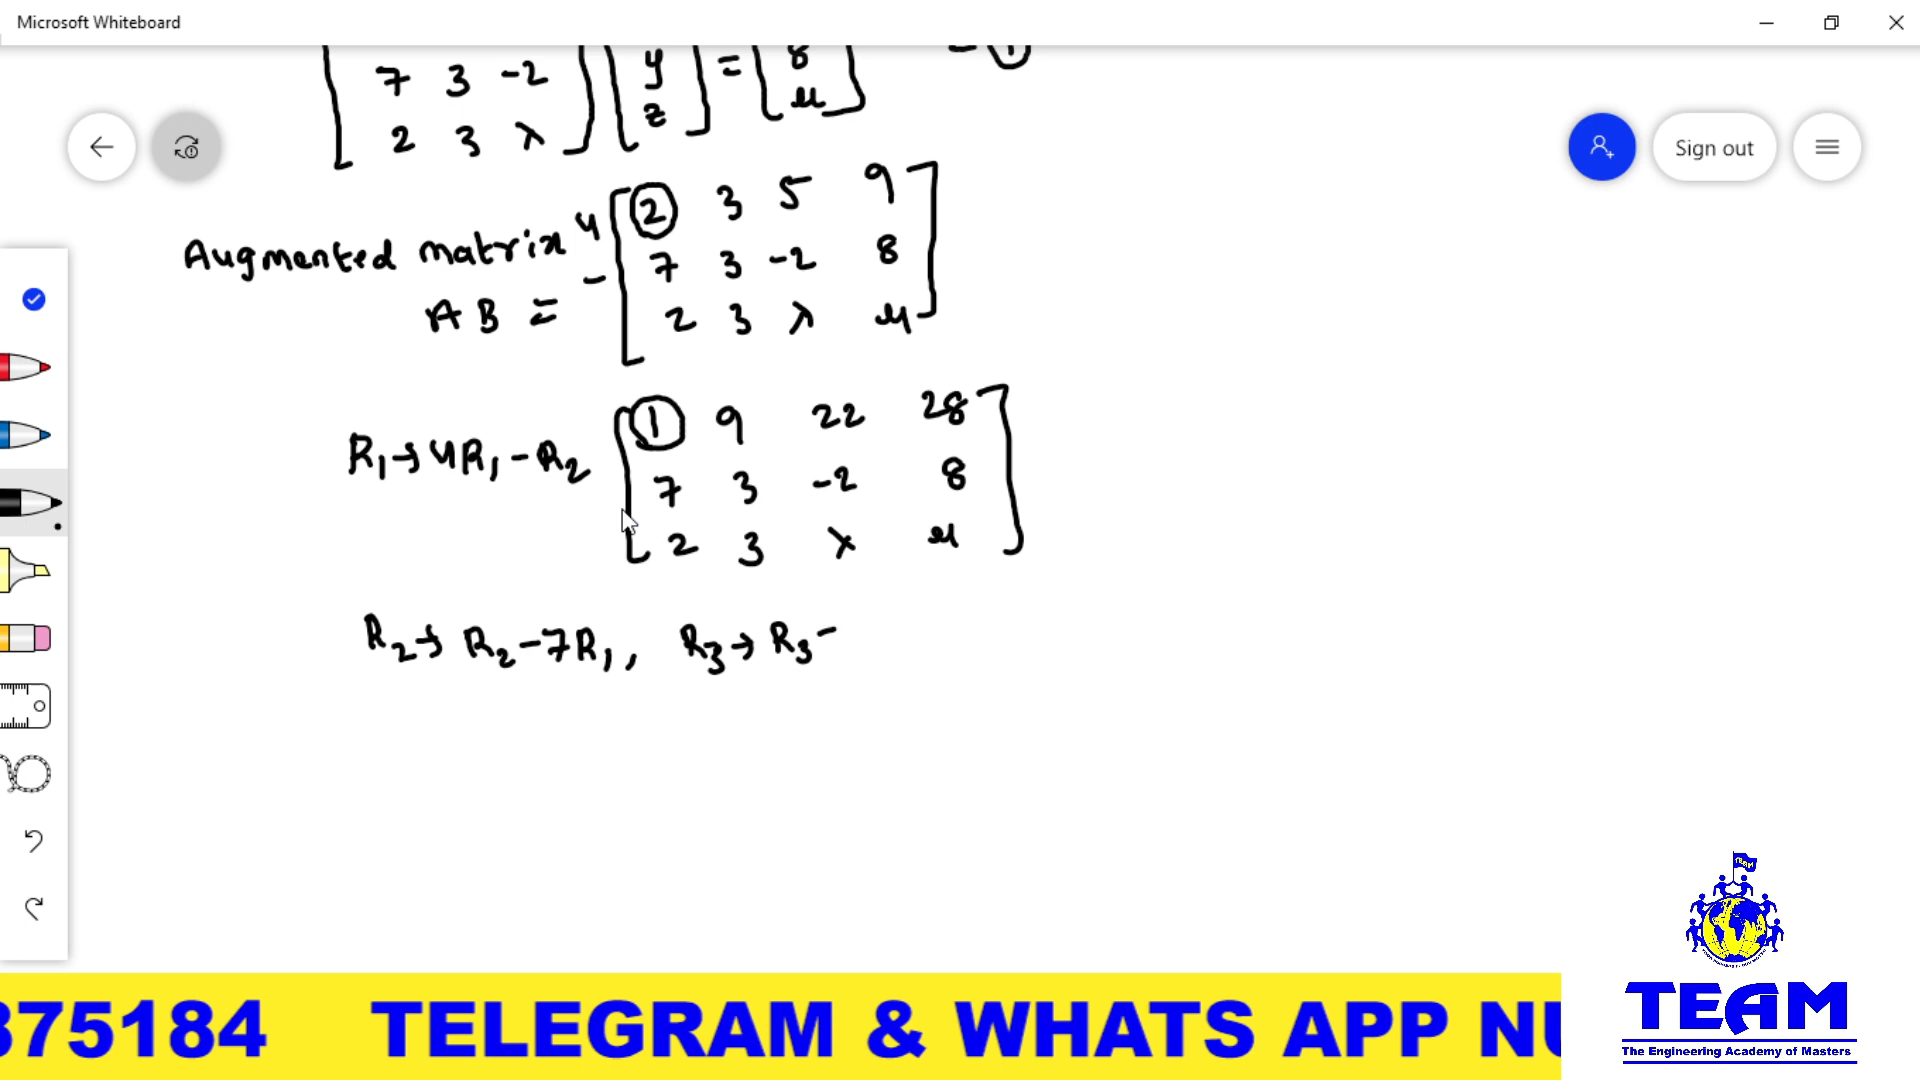 Microsoft Whiteboard
7 3 -2
2 3 λ
y
z
=
8
μ
- 1
Sign out
Augmented matrix
AB =
4
-
2 3 5 9
7 3 -2 8
2 3 λ μ
R1→4R1-R2
1 9 22 28
7 3 -2 8
2 3 λ μ
R2→R2-7R1, R3→R3-
375184 TELEGRAM & WHATS APP NU
TEAM
The Engineering Academy of Masters